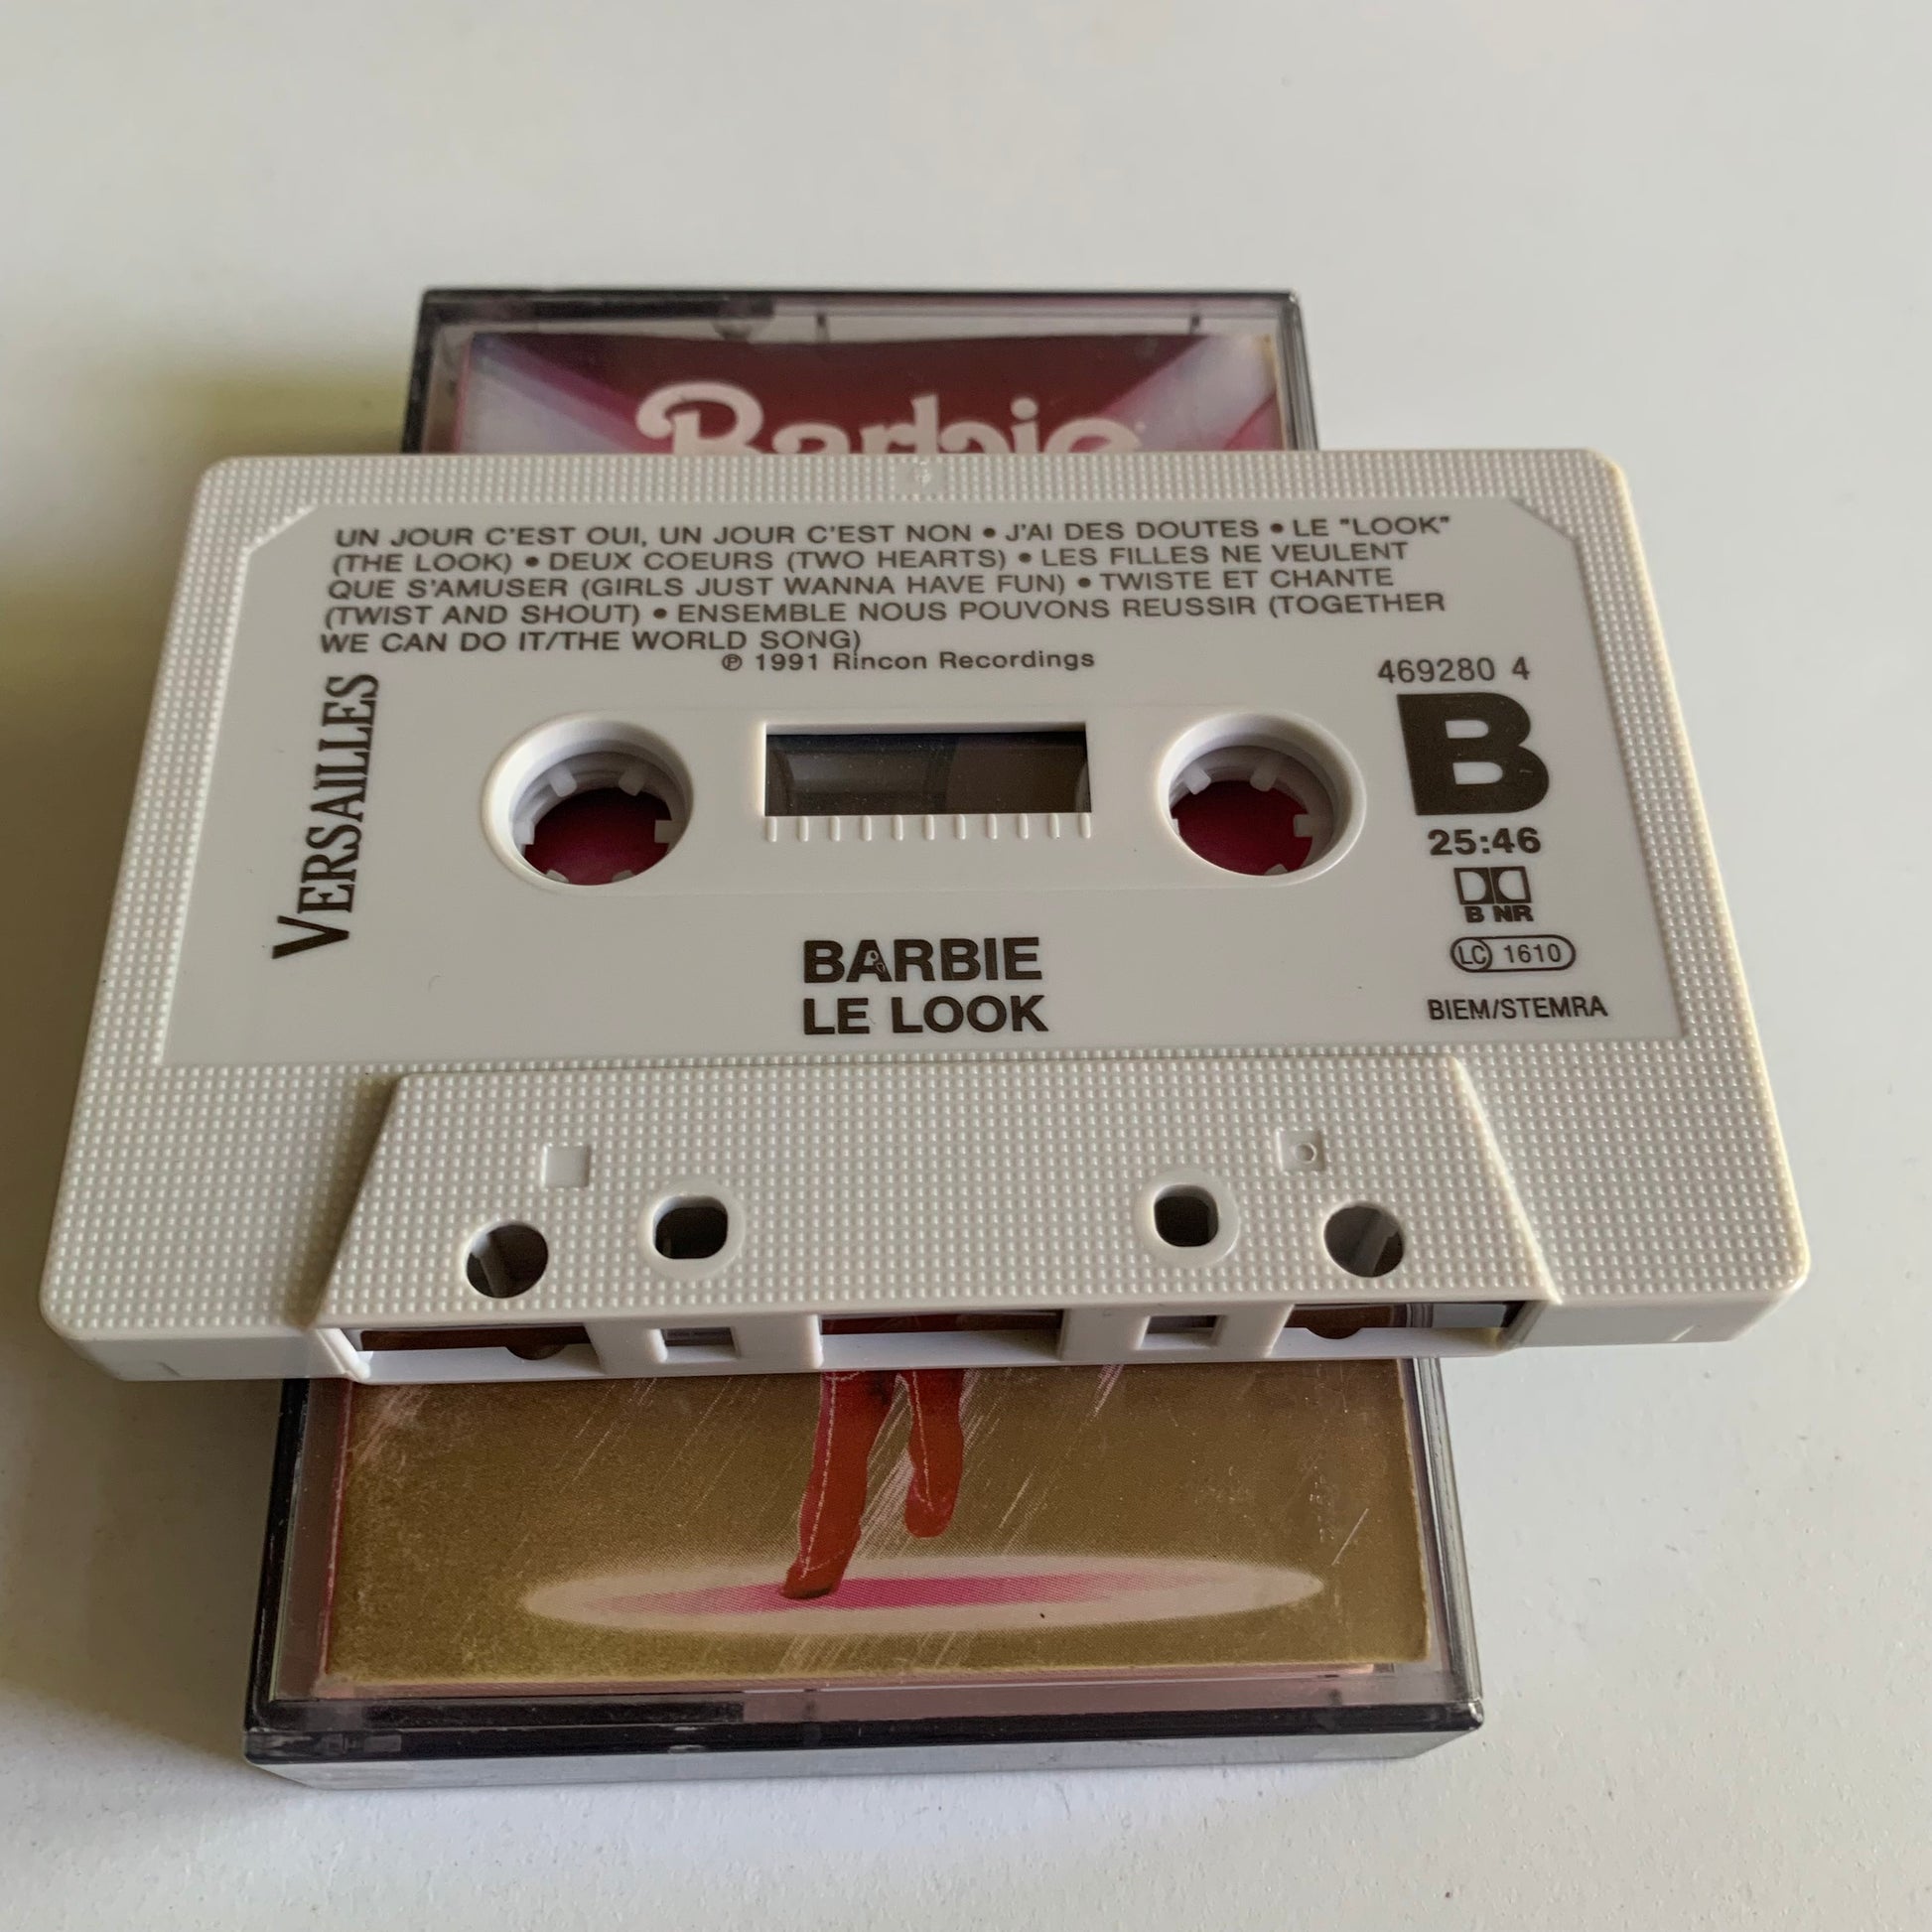 Barbie
UN JOUR C'EST OUI, UN JOUR C'EST NON • J'AI DES DOUTES • LE "LOOK"
(THE LOOK) • DEUX COEURS (TWO HEARTS) • LES FILLES NE VEULENT
QUE S'AMUSER (GIRLS JUST WANNA HAVE FUN) • TWISTE ET CHANTE
(TWIST AND SHOUT) • ENSEMBLE NOUS POUVONS REUSSIR (TOGETHER
WE CAN DO IT/THE WORLD SONG)
℗ 1991 Rincon Recordings
VERSAILLES
469280 4
B
25:46
B NR
LC 1610
BARBIE
LE LOOK
BIEM/STEMRA